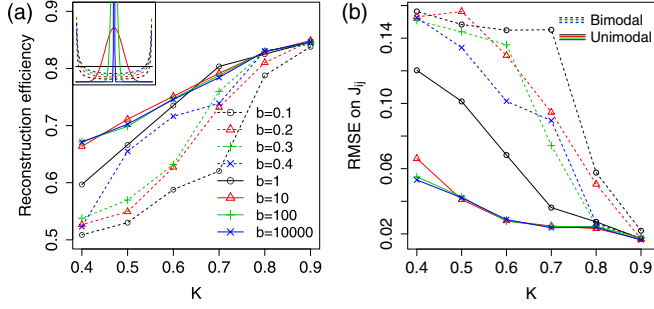 (a)
Reconstruction efficiency
0.9
0.8
0.7
0.6
0.5
b=0.1
b=0.2
b=0.3
b=0.4
b=1
b=10
b=100
b=10000
0.4 0.5 0.6 0.7 0.8 0.9
K
(b)
RMSE on J_ij
0.14
0.10
0.06
0.02
Bimodal
Unimodal
0.4 0.5 0.6 0.7 0.8 0.9
K